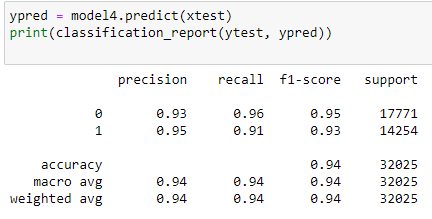 ypred = model4.predict(xtest)
print(classification_report(ytest, ypred))
precision recall f1-score support
0 0.93 0.96 0.95 17771
1 0.95 0.91 0.93 14254
accuracy 0.94 32025
macro avg 0.94 0.94 0.94 32025
weighted avg 0.94 0.94 0.94 32025